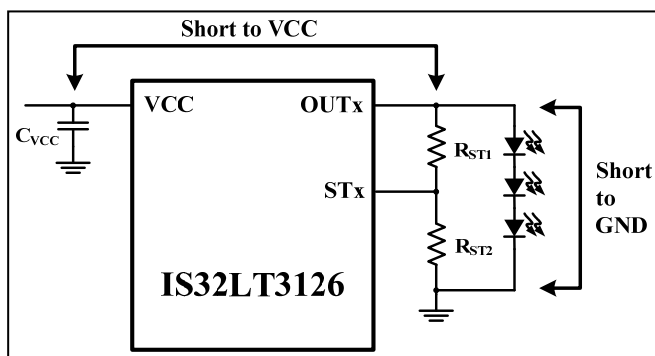 Short to VCC
VCC
OUTx
CVCC
RST1
STx
Short
to
GND
RST2
IS32LT3126